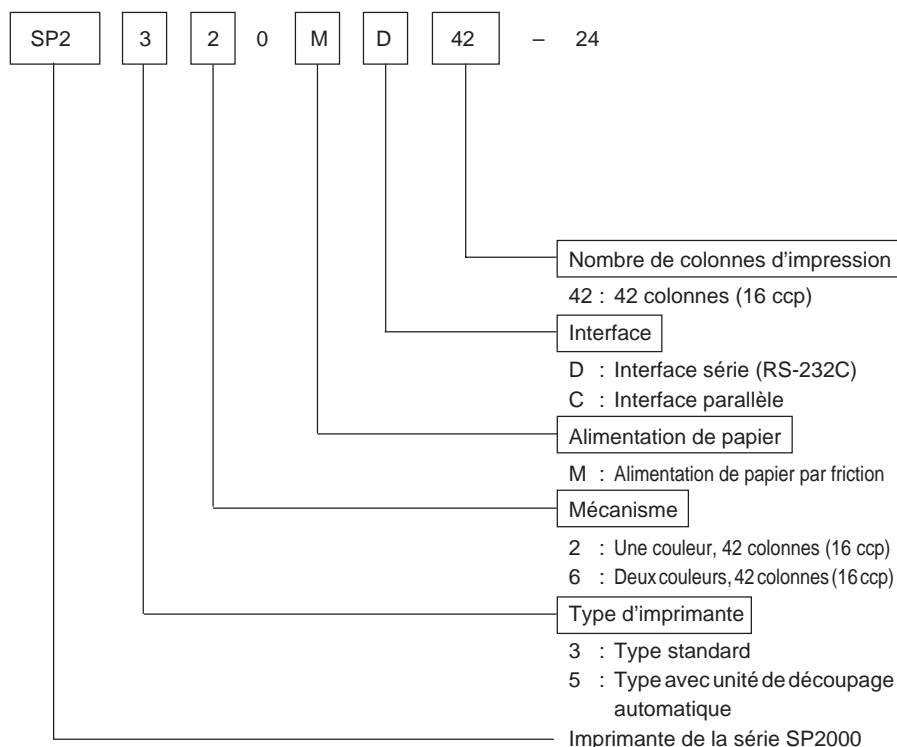 SP2 3 2 0 M D 42 – 24
Nombre de colonnes d'impression
42 : 42 colonnes (16 ccp)
Interface
D : Interface série (RS-232C)
C : Interface parallèle
Alimentation de papier
M : Alimentation de papier par friction
Mécanisme
2 : Une couleur, 42 colonnes (16 ccp)
6 : Deux couleurs, 42 colonnes (16 ccp)
Type d'imprimante
3 : Type standard
5 : Type avec unité de découpage
automatique
Imprimante de la série SP2000